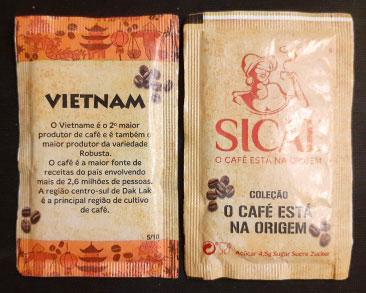 VIETNAM
O Vietname é o 2º maior
produtor de café e é também o
maior produtor da variedade
Robusta.
O café é a maior fonte de
receitas do país envolvendo
mais de 2,6 milhões de pessoas.
A região centro-sul de Dak Lak
é a principal região de cultivo
de café.
5/10
SICAL
O CAFÉ ESTÁ NA ORIGEM
COLEÇÃO
O CAFÉ ESTÁ
NA ORIGEM
Açúcar 4,5g Sugar Sucre Zucker